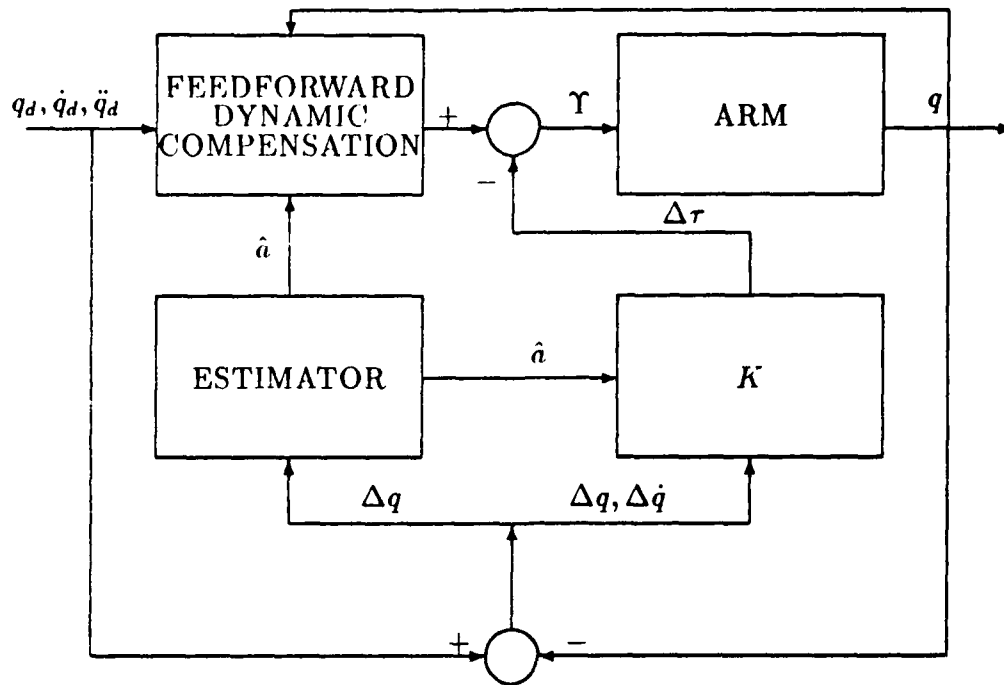 q_d, q̇_d, q̈_d
FEEDFORWARD
DYNAMIC
COMPENSATION
+
−
ϒ
ARM
q
Δτ
â
ESTIMATOR
â
K
Δq
Δq, Δq̇
+
−